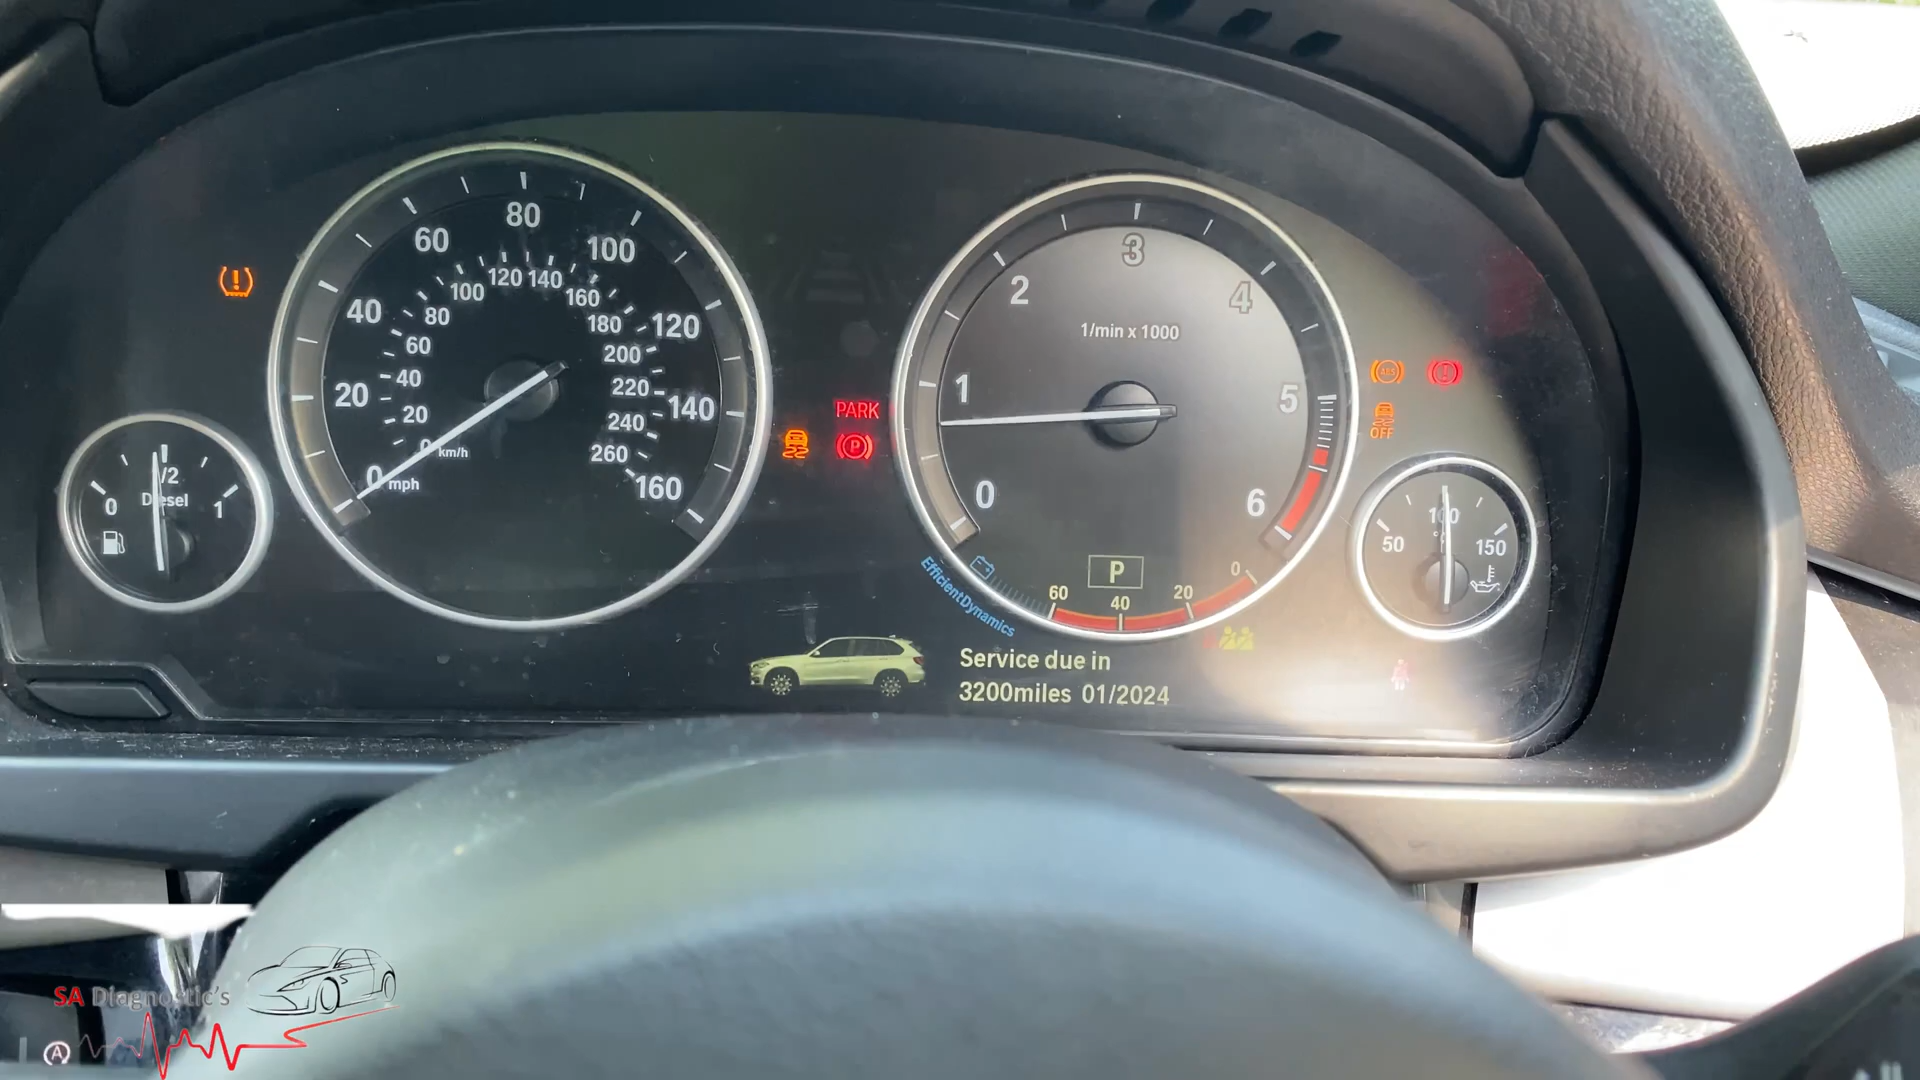 80
60
100
40
120
20
140
0
mph
160
120
140
100
160
80
180
60
200
40
220
20
240
0
km/h
260
0
1/2
1
Diesel
PARK
P
3
2
4
1/min x 1000
1
5
0
6
P
60
40
20
0
EfficientDynamics
ABS
OFF
100
50
150
°C
Service due in
3200miles 01/2024
SA Diagnostic's
A